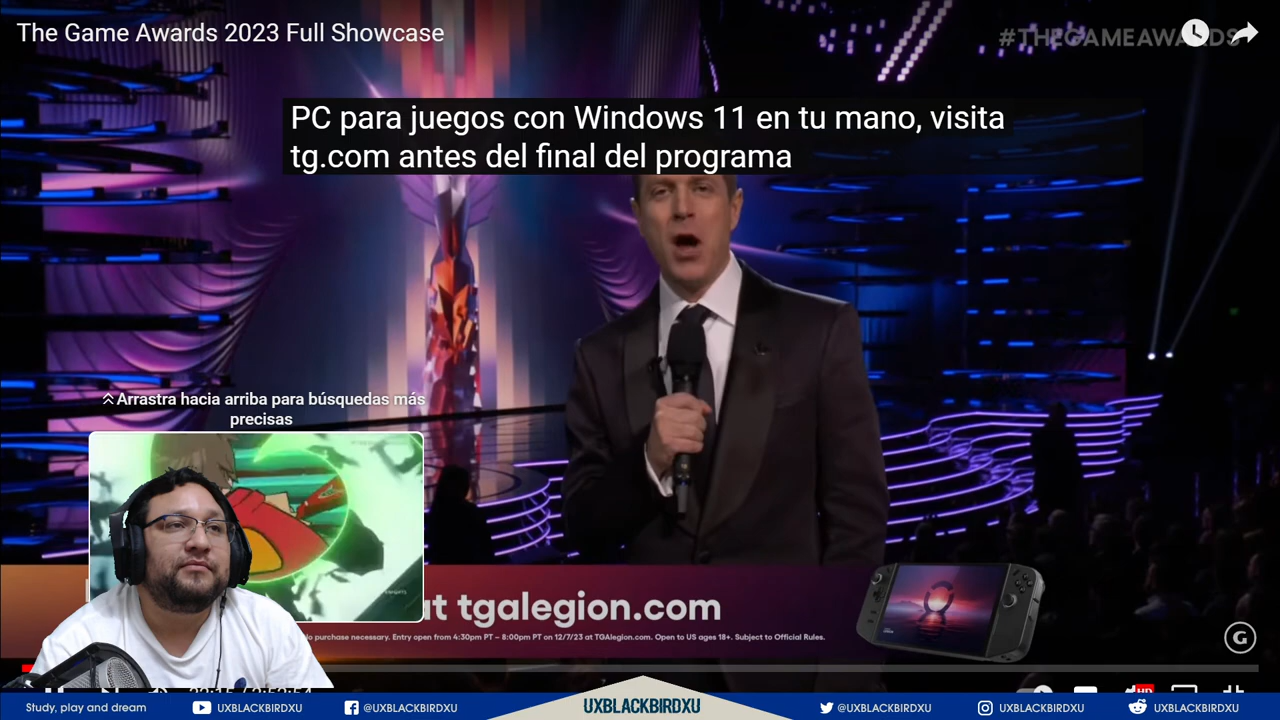 The Game Awards 2023 Full Showcase
#THEGAMEAWARDS
PC para juegos con Windows 11 en tu mano, visita
tg.com antes del final del programa
Arrastra hacia arriba para búsquedas más
precisas
at tgalegion.com
purchase necessary. Entry open from 4:30pm PT – 8:00pm PT on 12/7/23 at TGAlegion.com. Open to US ages 18+. Subject to Official Rules.
G
HD
Study, play and dream
UXBLACKBIRDXU
@UXBLACKBIRDXU
UXBLACKBIRDXU
@UXBLACKBIRDXU
UXBLACKBIRDXU
UXBLACKBIRDXU